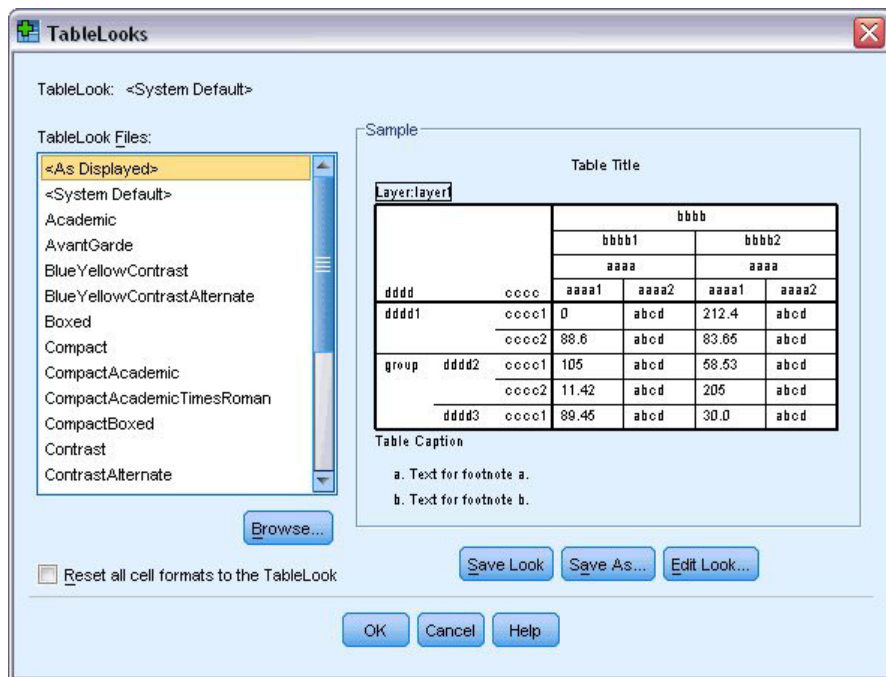 TableLooks
TableLook: <System Default>
TableLook Files:
<As Displayed>
<System Default>
Academic
AvantGarde
BlueYellowContrast
BlueYellowContrastAlternate
Boxed
Compact
CompactAcademic
CompactAcademicTimesRoman
CompactBoxed
Contrast
ContrastAlternate
Browse...
Reset all cell formats to the TableLook
Sample
Table Title
Layer:layer1
bbbb
bbbb1 bbbb2
aaaa aaaa
dddd cccc aaaa1 aaaa2 aaaa1 aaaa2
dddd1 cccc1 0 abcd 212.4 abcd
cccc2 88.6 abcd 83.65 abcd
group dddd2 cccc1 105 abcd 58.53 abcd
cccc2 11.42 abcd 205 abcd
dddd3 cccc1 89.45 abcd 30.0 abcd
Table Caption
a. Text for footnote a.
b. Text for footnote b.
Save Look Save As... Edit Look...
OK Cancel Help